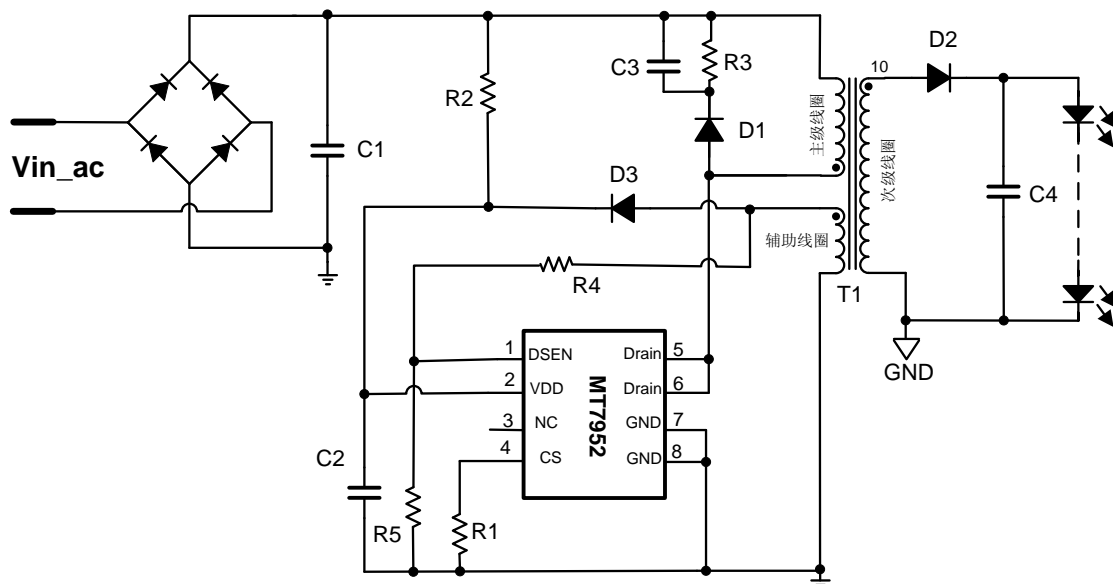 D2
10
C3
R3
R2
D1
主级线圈
次级线圈
C1
Vin_ac
D3
C4
辅助线圈
R4
T1
GND
1
DSEN
Drain
5
2
VDD
Drain
6
MT7952
3
NC
GND
7
4
CS
GND
8
C2
R5
R1